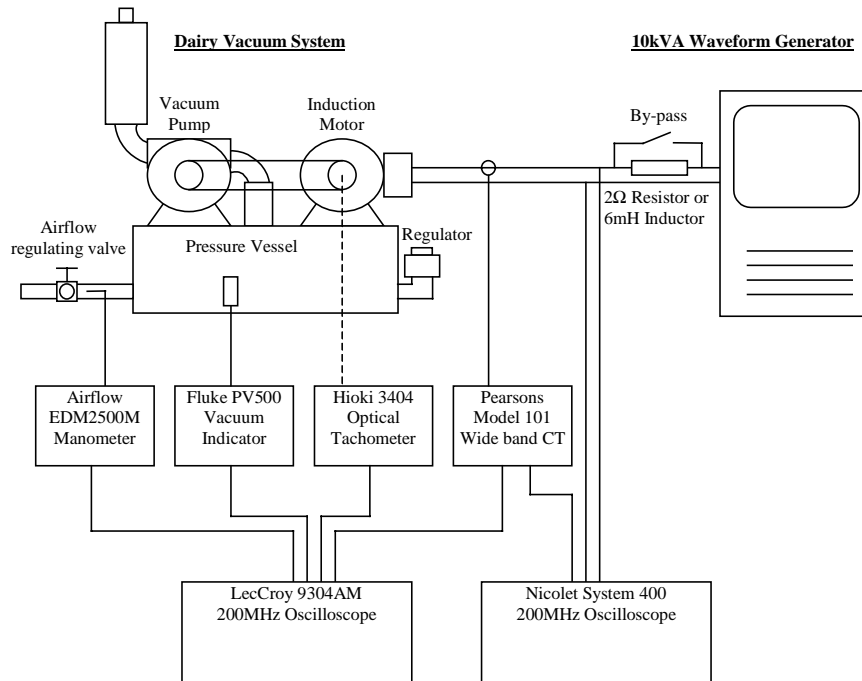 Dairy Vacuum System
10kVA Waveform Generator
Vacuum
Pump
Induction
Motor
By-pass
2Ω Resistor or
6mH Inductor
Airflow
regulating valve
Pressure Vessel
Regulator
Airflow
EDM2500M
Manometer
Fluke PV500
Vacuum
Indicator
Hioki 3404
Optical
Tachometer
Pearsons
Model 101
Wide band CT
LecCroy 9304AM
200MHz Oscilloscope
Nicolet System 400
200MHz Oscilloscope